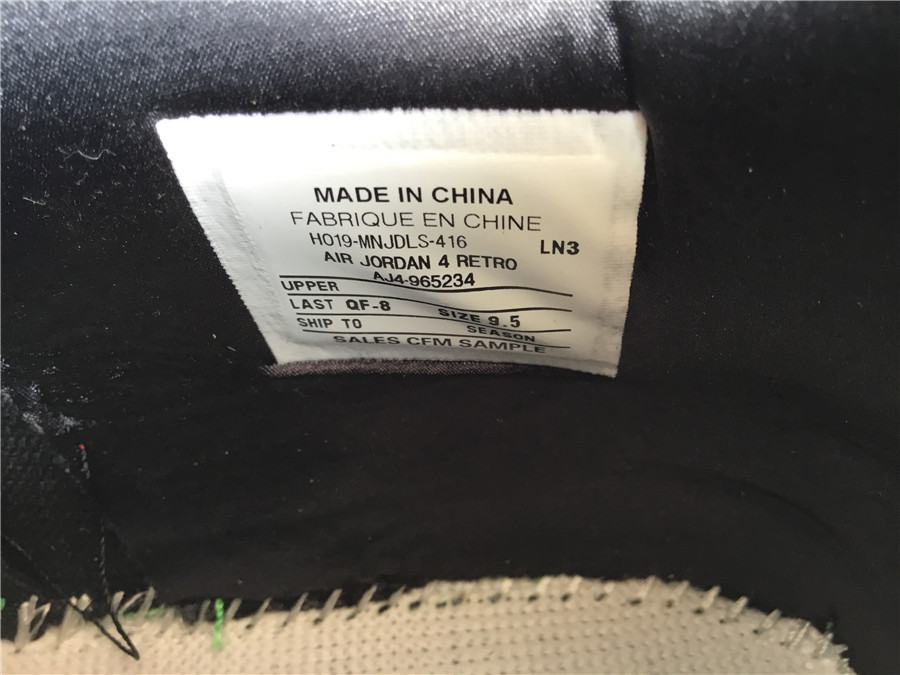 MADE IN CHINA
FABRIQUE EN CHINE
HO19-MNJDLS-416 LN3
AIR JORDAN 4 RETRO
AJ4-965234
UPPER
LAST QF-8 SIZE 9.5
SHIP TO SEASON
SALES CFM SAMPLE